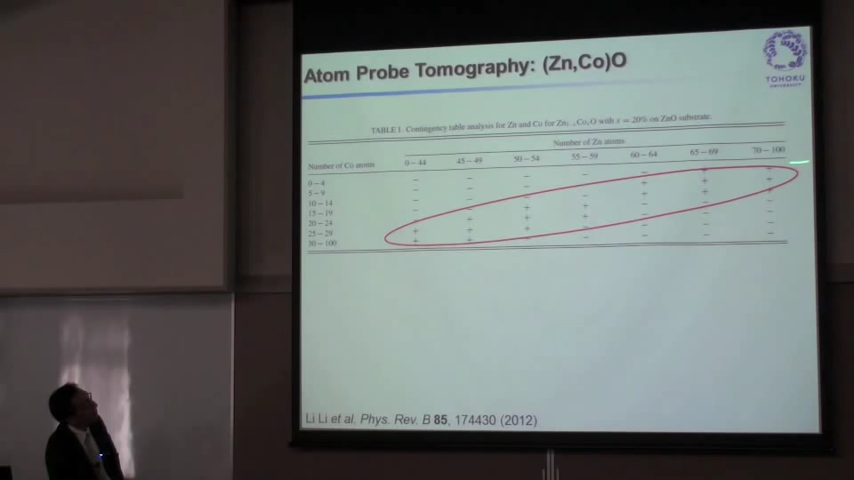 Atom Probe Tomography: (Zn,Co)O
TOHOKU
UNIVERSITY
TABLE I. Contingency table analysis for Zn and Co for Zn₁₋ₓCoₓO with x = 20% on ZnO substrate.
Number of Zn atoms
Number of Co atoms 0 – 44 45 – 49 50 – 54 55 – 59 60 – 64 65 – 69 70 – 100
0 – 4 − − − − − + +
5 – 9 − − − − + + +
10 – 14 − − − − + + +
15 – 19 − − + + + − −
20 – 24 − + + + − − −
25 – 29 + + + − − − −
30 – 100 + + − − − − −
Li Li et al, Phys. Rev. B 85, 174430 (2012)